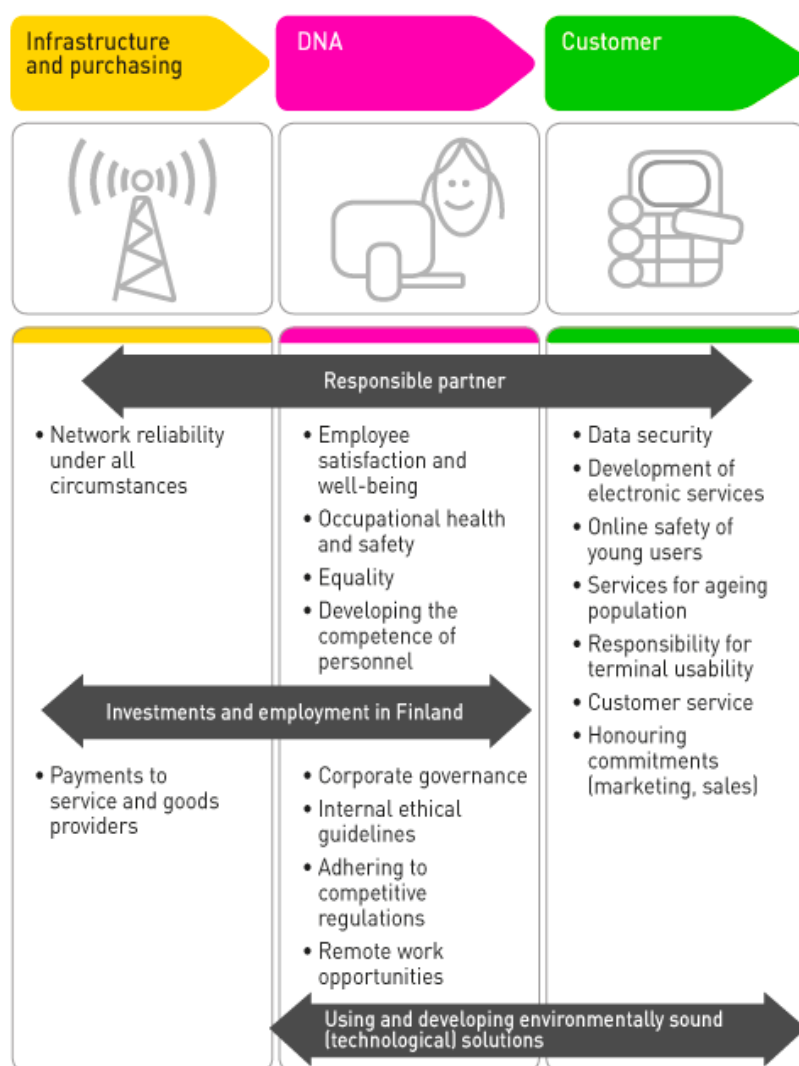 Infrastructure
and purchasing
DNA
Customer
Responsible partner
• Network reliability
under all
circumstances
• Employee
satisfaction and
well-being
• Occupational health
and safety
• Equality
• Developing the
competence of
personnel
• Data security
• Development of
electronic services
• Online safety of
young users
• Services for ageing
population
• Responsibility for
terminal usability
• Customer service
• Honouring
commitments
(marketing, sales)
Investments and employment in Finland
• Payments to
service and goods
providers
• Corporate governance
• Internal ethical
guidelines
• Adhering to
competitive
regulations
• Remote work
opportunities
Using and developing environmentally sound
(technological) solutions